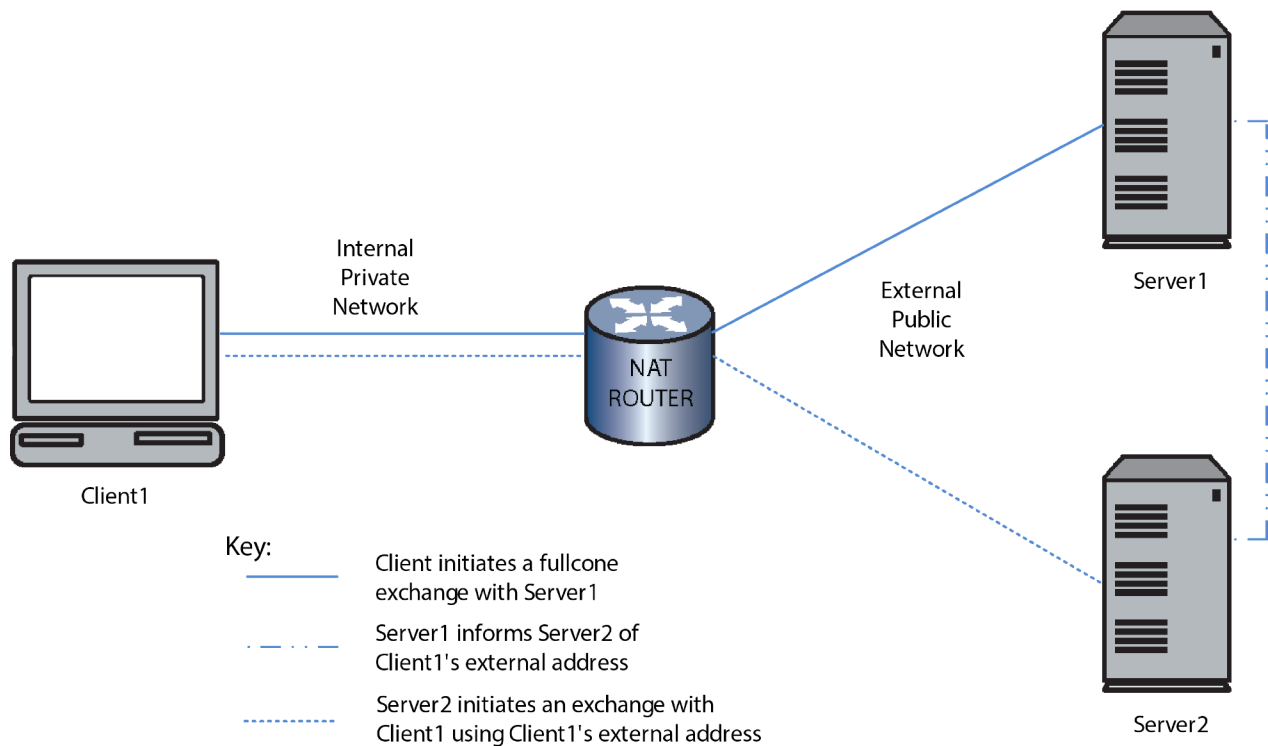 Internal
Private
Network
External
Public
Network
Server1
NAT
ROUTER
Client1
Server2
Key:
Client initiates a fullcone
exchange with Server1
Server1 informs Server2 of
Client1's external address
Server2 initiates an exchange with
Client1 using Client1's external address